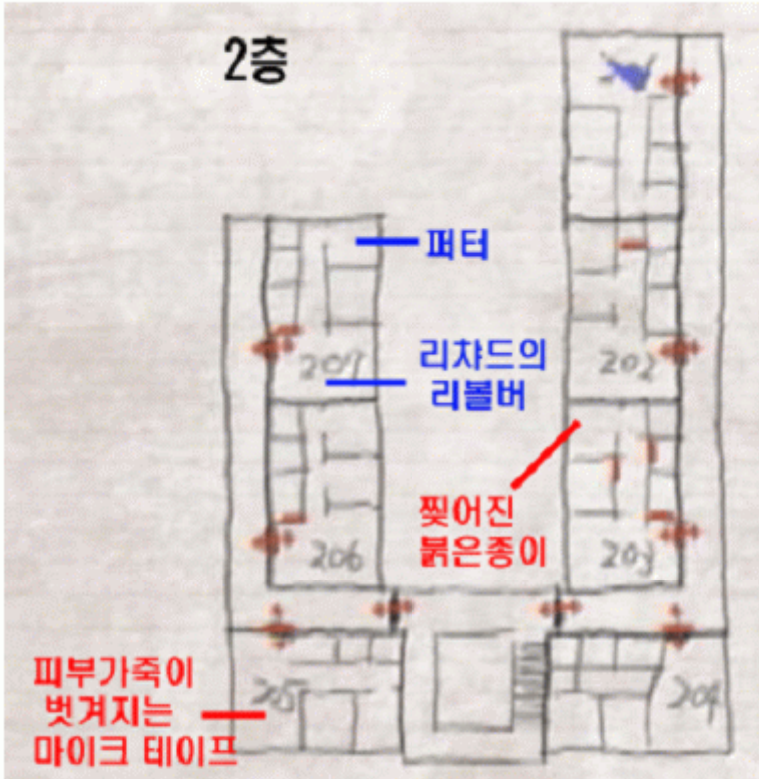 2층
퍼터
207
리챠드의
리볼버
202
찢어진
붉은종이
206
203
피부가죽이
벗겨지는
마이크 테이프
205
204